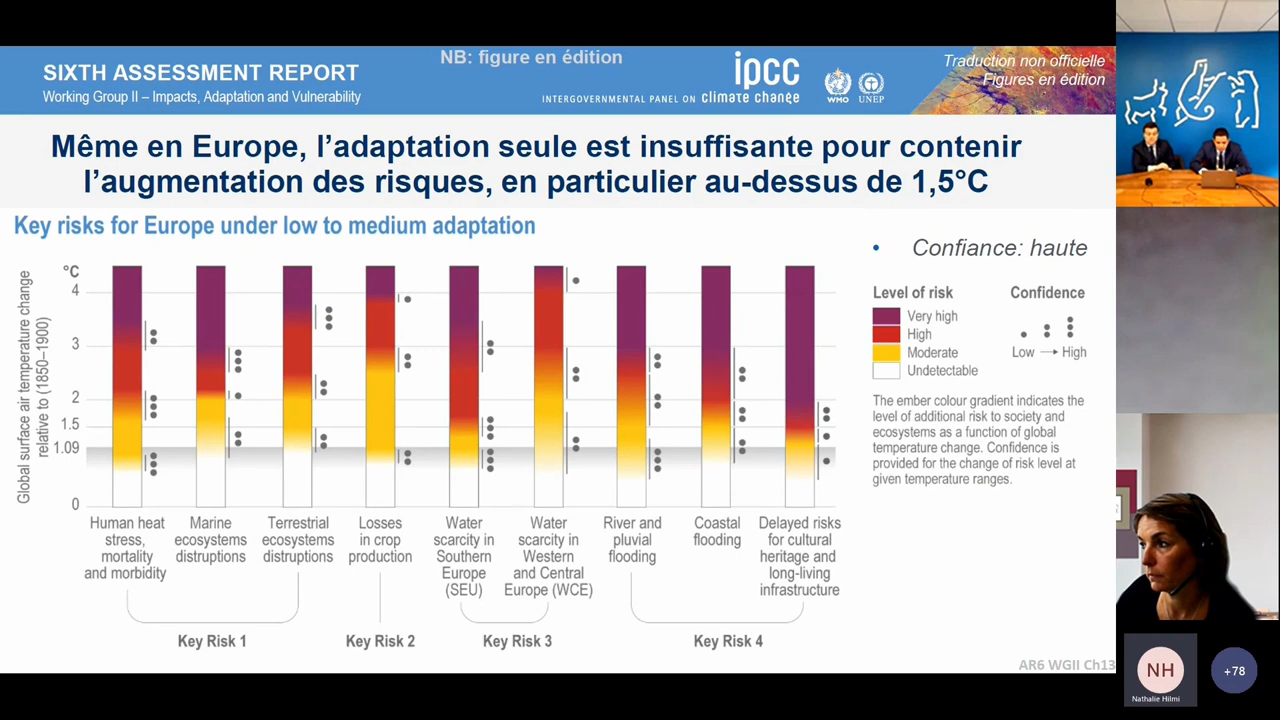 SIXTH ASSESSMENT REPORT
Working Group II – Impacts, Adaptation and Vulnerability
NB: figure en édition
INTERGOVERNMENTAL PANEL ON climate change
ipcc
WMO
UNEP
Traduction non officielle
Figures en édition
Même en Europe, l’adaptation seule est insuffisante pour contenir
l’augmentation des risques, en particulier au-dessus de 1,5°C
Key risks for Europe under low to medium adaptation
• Confiance: haute
Global surface air temperature change
relative to (1850–1900)
°C
4
3
2
1.5
1.09
0
Human heat
stress,
mortality
and morbidity
Marine
ecosystems
disruptions
Terrestrial
ecosystems
disruptions
Losses
in crop
production
Water
scarcity in
Southern
Europe
(SEU)
Water
scarcity in
Western
and Central
Europe (WCE)
River and
pluvial
flooding
Coastal
flooding
Delayed risks
for cultural
heritage and
long-living
infrastructure
Key Risk 1
Key Risk 2
Key Risk 3
Key Risk 4
Level of risk
Very high
High
Moderate
Undetectable
Confidence
Low → High
The ember colour gradient indicates the
level of additional risk to society and
ecosystems as a function of global
temperature change. Confidence is
provided for the change of risk level at
given temperature ranges.
AR6 WGII Ch13
NH
Nathalie Hilmi
+78